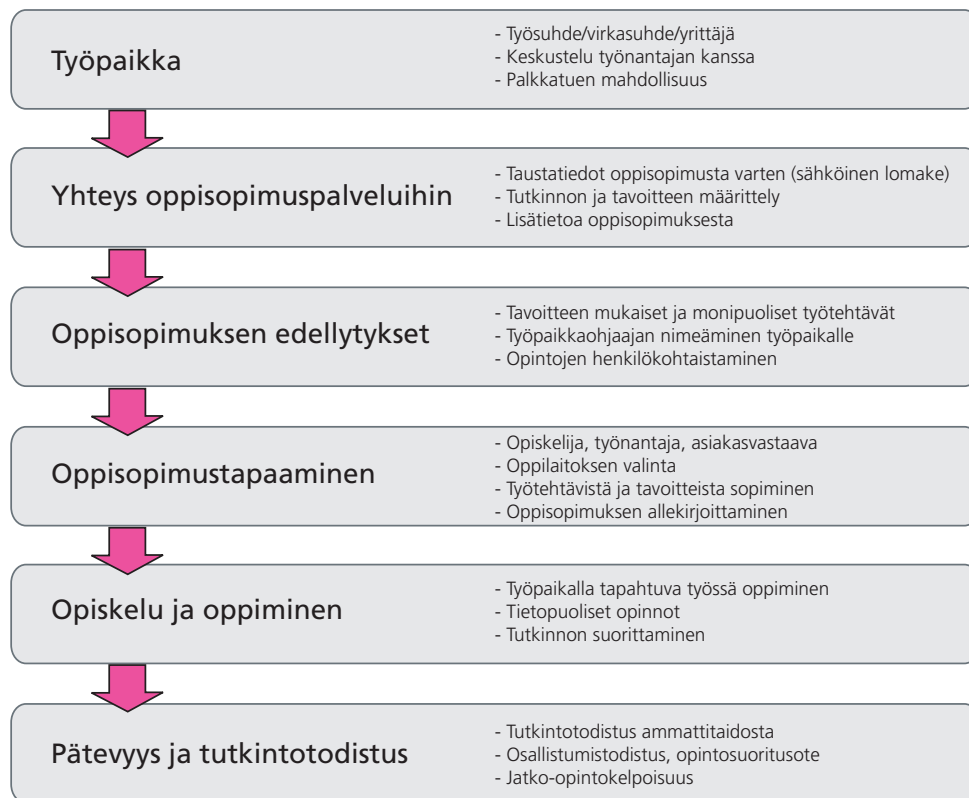 Työpaikka
- Työsuhde/virkasuhde/yrittäjä
- Keskustelu työnantajan kanssa
- Palkkatuen mahdollisuus
Yhteys oppisopimuspalveluihin
- Taustatiedot oppisopimusta varten (sähköinen lomake)
- Tutkinnon ja tavoitteen määrittely
- Lisätietoa oppisopimuksesta
Oppisopimuksen edellytykset
- Tavoitteen mukaiset ja monipuoliset työtehtävät
- Työpaikkaohjaajan nimeäminen työpaikalle
- Opintojen henkilökohtaistaminen
Oppisopimustapaaminen
- Opiskelija, työnantaja, asiakasvastaava
- Oppilaitoksen valinta
- Työtehtävistä ja tavoitteista sopiminen
- Oppisopimuksen allekirjoittaminen
Opiskelu ja oppiminen
- Työpaikalla tapahtuva työssä oppiminen
- Tietopuoliset opinnot
- Tutkinnon suorittaminen
Pätevyys ja tutkintotodistus
- Tutkintotodistus ammattitaidosta
- Osallistumistodistus, opintosuoritusote
- Jatko-opintokelpoisuus